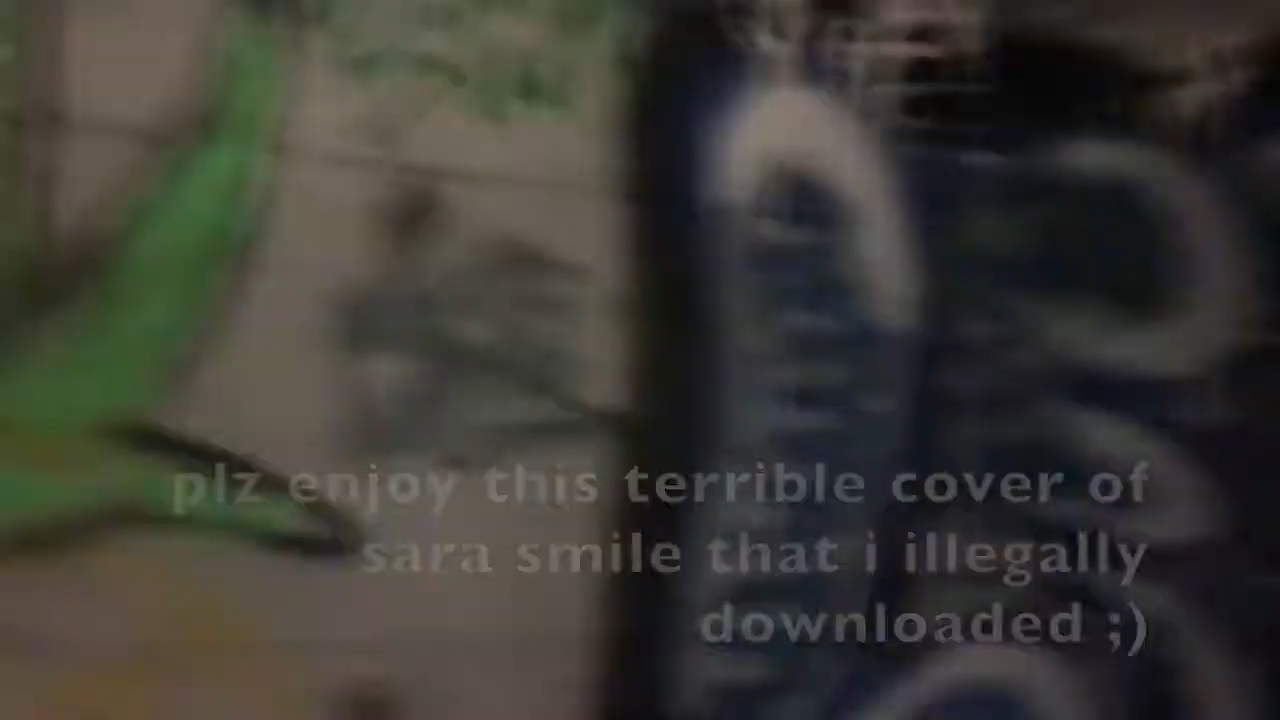 plz enjoy this terrible cover of
sara smile that i illegally
downloaded ;)